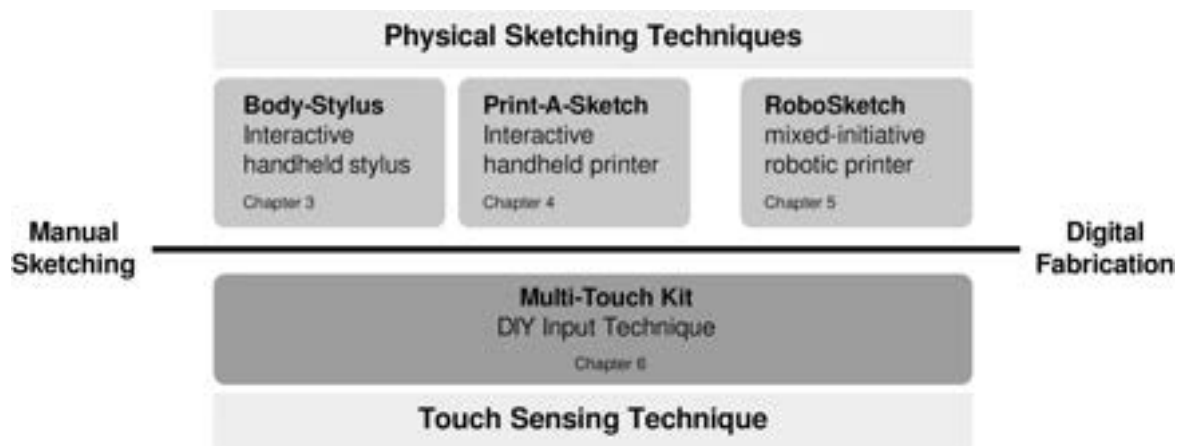 Physical Sketching Techniques
Body-Stylus
Interactive
handheld stylus
Chapter 3
Print-A-Sketch
Interactive
handheld printer
Chapter 4
RoboSketch
mixed-initiative
robotic printer
Chapter 5
Manual
Sketching
Digital
Fabrication
Multi-Touch Kit
DIY Input Technique
Chapter 6
Touch Sensing Technique